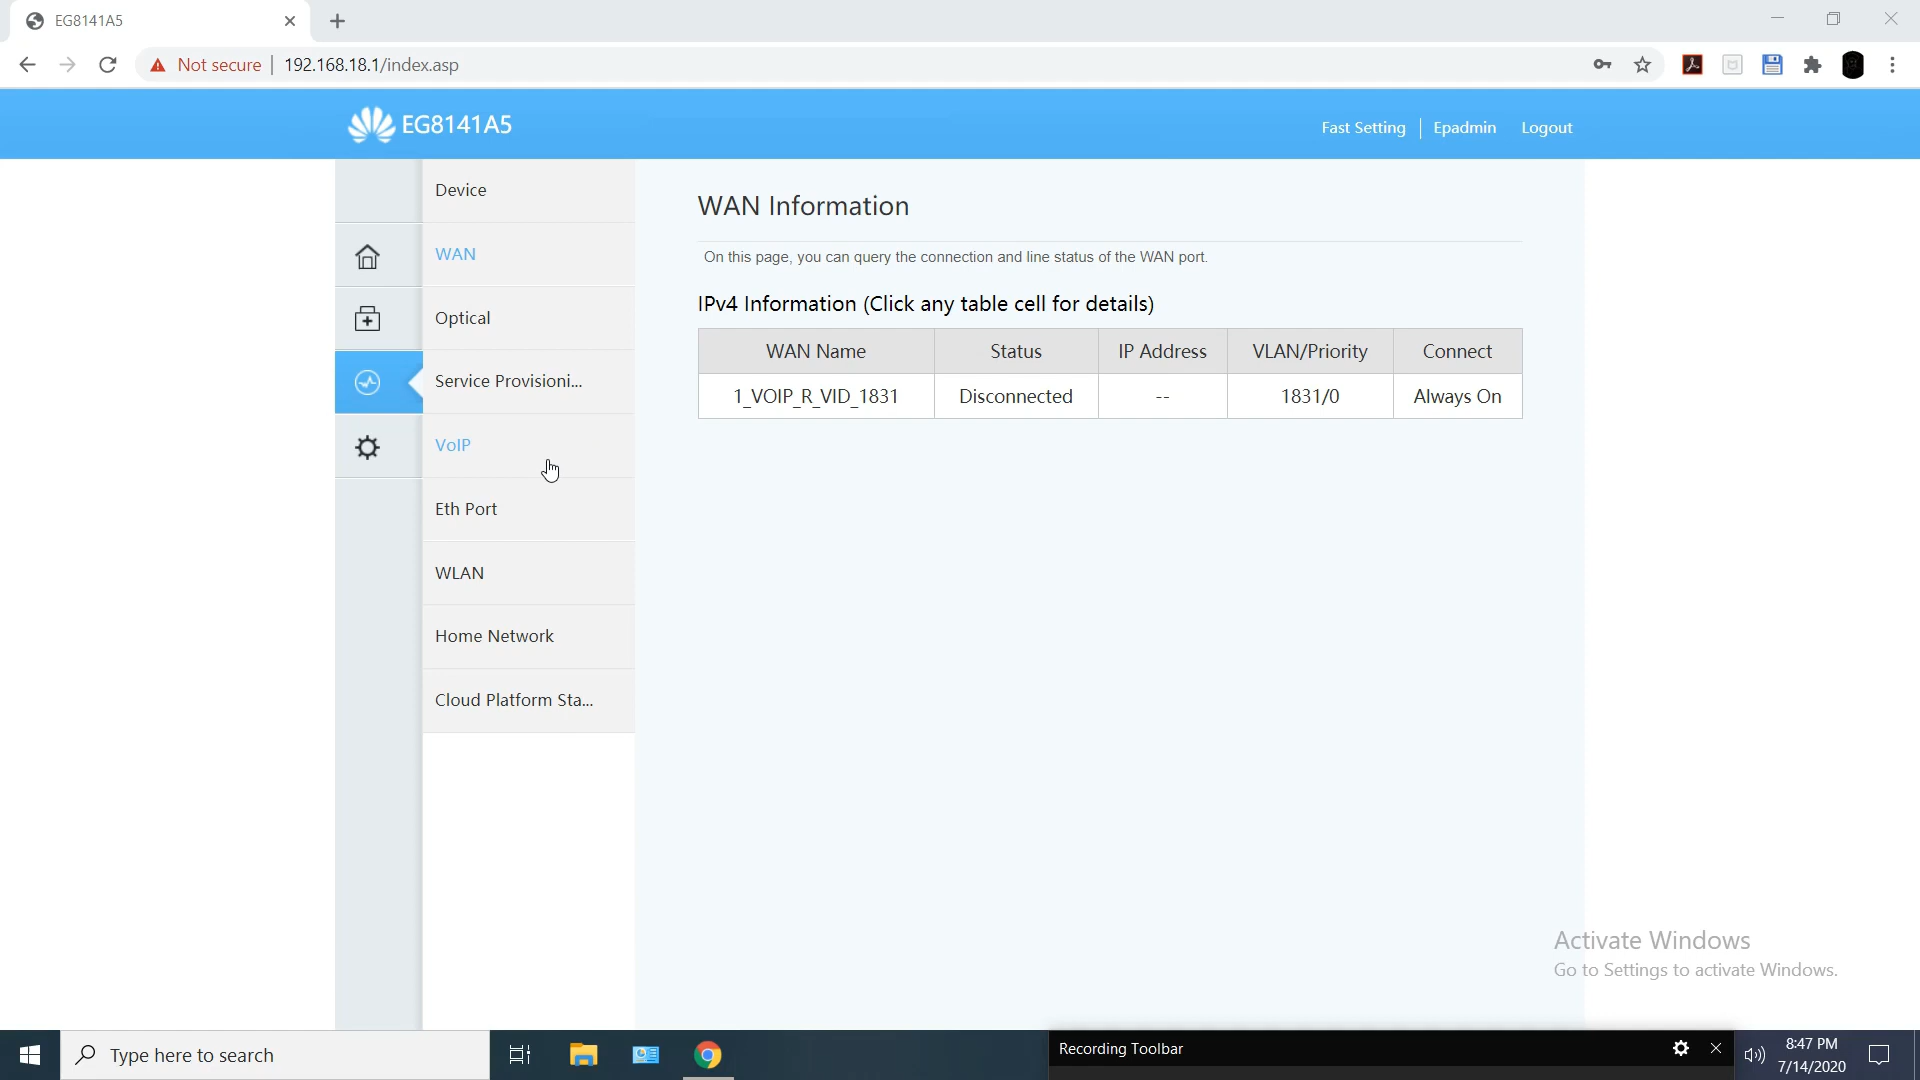 EG8141A5
Not secure
192.168.18.1/index.asp
EG8141A5
Fast Setting
Epadmin
Logout
Device
WAN
Optical
Service Provisioni...
VoIP
Eth Port
WLAN
Home Network
Cloud Platform Sta...
WAN Information
On this page, you can query the connection and line status of the WAN port.
IPv4 Information (Click any table cell for details)
WAN Name Status IP Address VLAN/Priority Connect
1_VOIP_R_VID_1831 Disconnected -- 1831/0 Always On
Activate Windows
Go to Settings to activate Windows.
Type here to search
Recording Toolbar
8:47 PM
7/14/2020